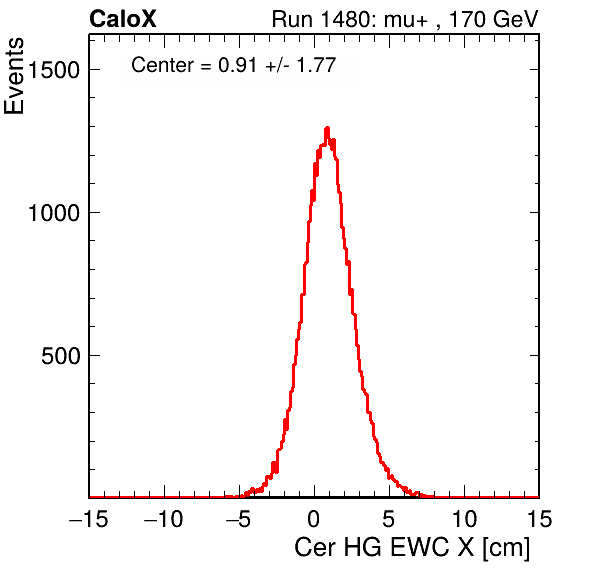 CaloX Run 1480: mu+ , 170 GeV
Events
Center = 0.91 +/- 1.77
1500
1000
500
−15 −10 −5 0 5 10 15
Cer HG EWC X [cm]